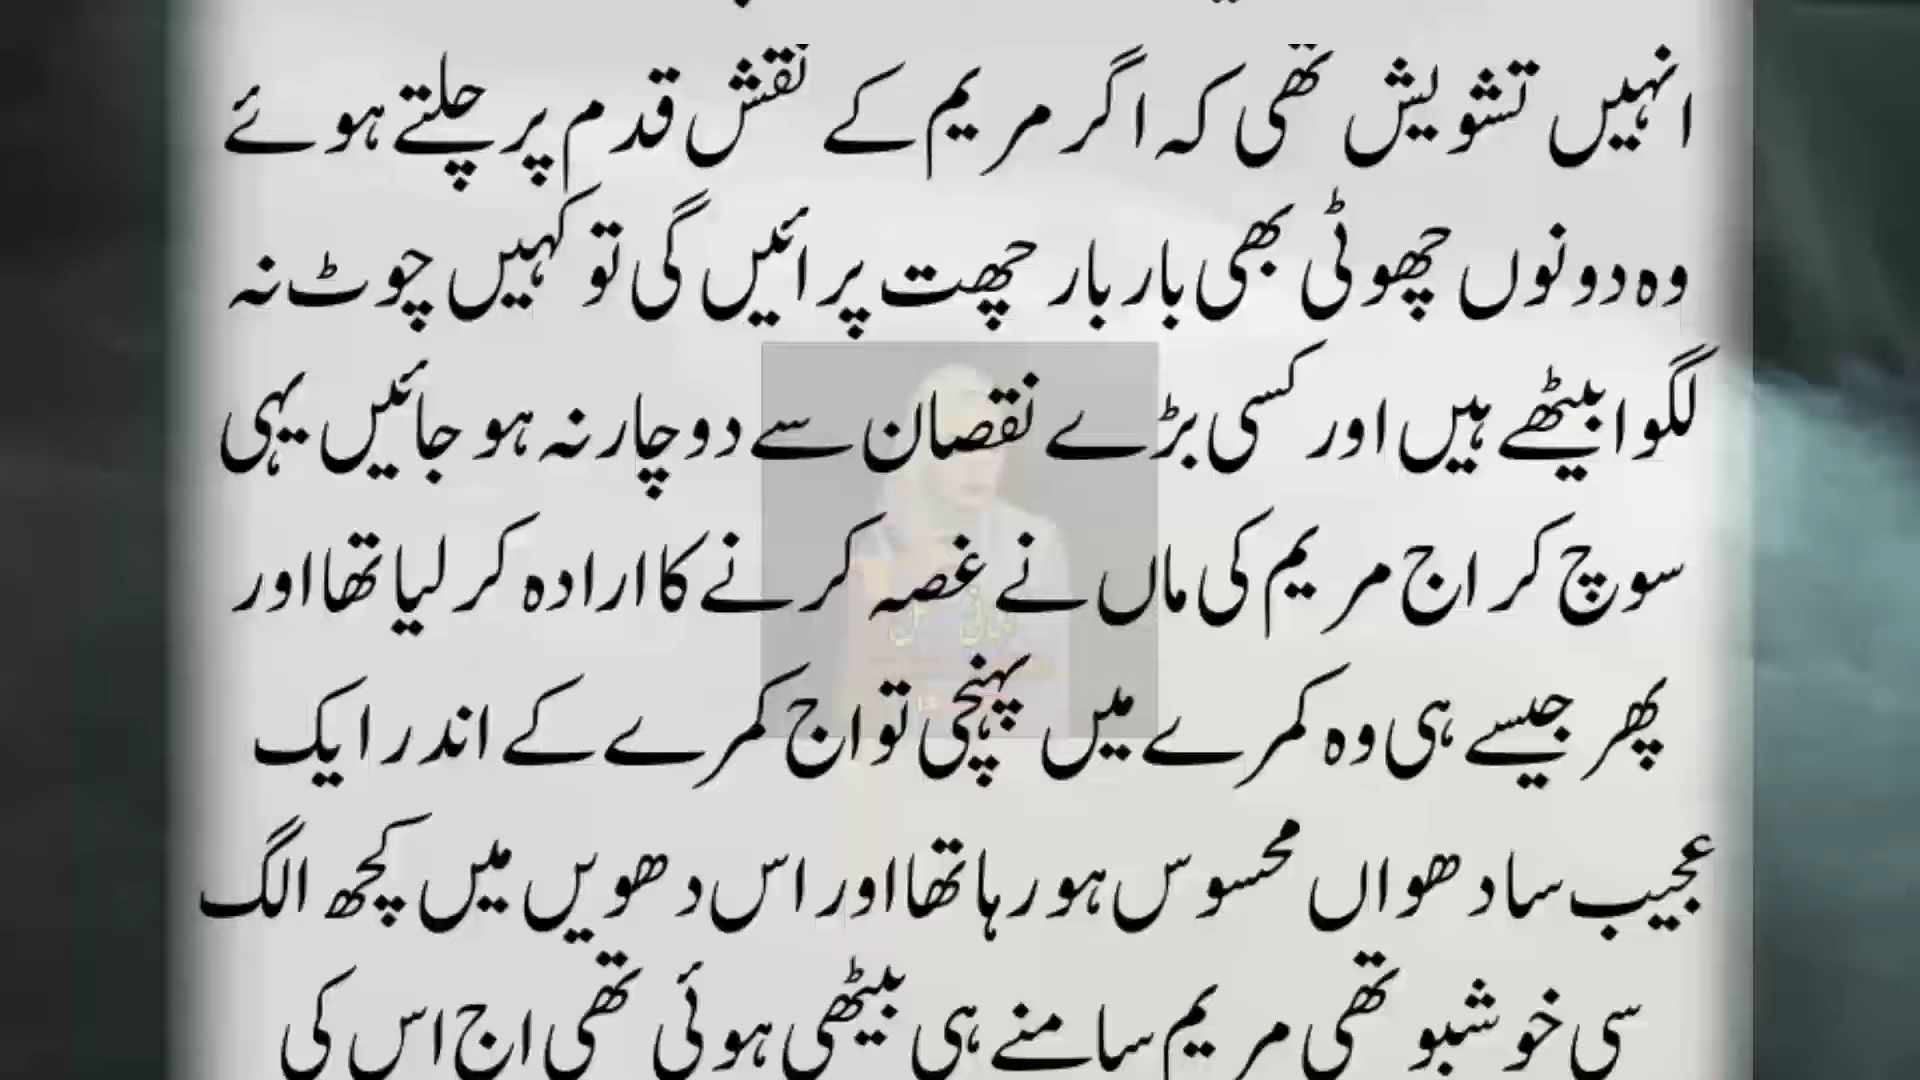 انہیں تشویش تھی کہ اگر مریم کے نقش قدم پر چلتے ہوئے
وہ دونوں چھوٹی بھی بار بار چھت پر ائیں گی تو کہیں چوٹ نہ
لگوا بیٹھے ہیں اور کسی بڑے نقصان سے دوچار نہ ہو جائیں یہی
سوچ کر اج مریم کی ماں نے غصہ کرنے کا ارادہ کر لیا تھا اور
پھر جیسے ہی وہ کمرے میں پہنچی تو اج کمرے کے اندر ایک
عجیب سا دھواں محسوس ہو رہا تھا اور اس دھویں میں کچھ الگ
سی خوشبو تھی مریم سامنے ہی بیٹھی ہوئی تھی اج اس کی